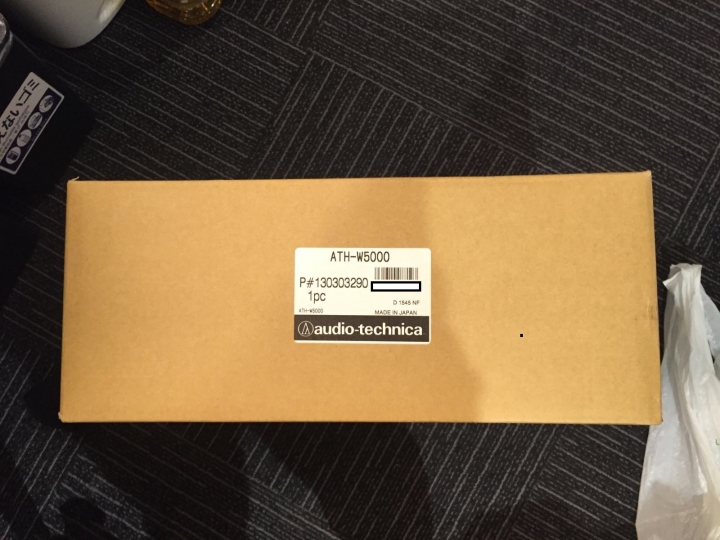 ATH-W5000
P#130303290
1pc
D 1545 NF
ATH-W5000
MADE IN JAPAN
audio-technica